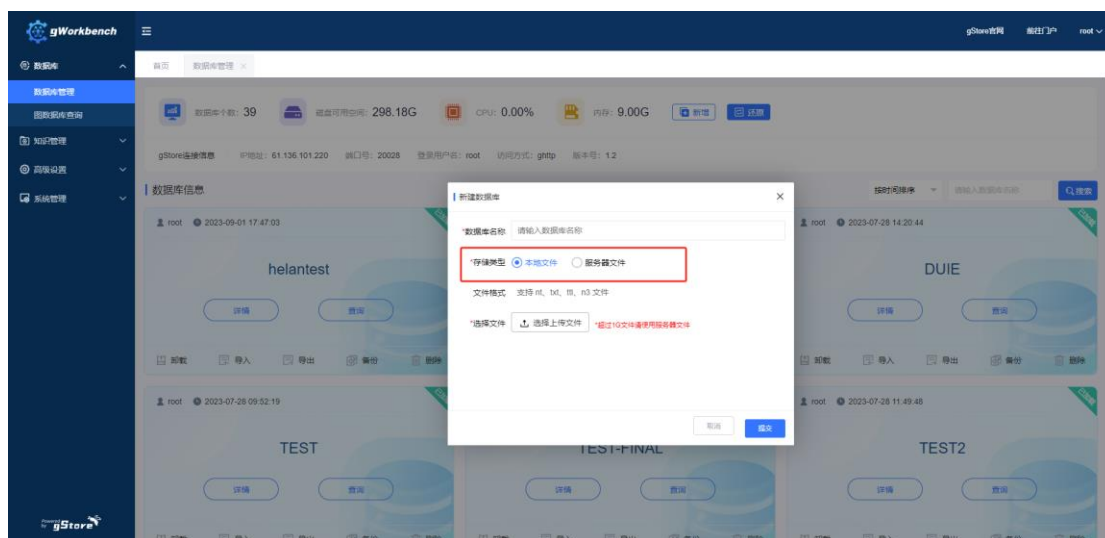 gWorkbench
gStore官网 前往门户 root
数据库
首页 数据库管理 ×
数据库管理
图数据库查询
数据库个数: 39 磁盘可用空间: 298.18G CPU: 0.00% 内存: 9.00G 新增 还原
知识管理
gStore连接信息 IP地址: 61.136.101.220 端口号: 20028 登录用户名: root 访问方式: ghttp 版本号: 1.2
高级设置
系统管理
数据库信息
按时间排序 请输入数据库名称 搜索
新建数据库 ×
root 2023-09-01 17:47:03
root 2023-07-28 14:20:44
已加载
*数据库名称 请输入数据库名称
*存储类型 本地文件 服务器文件
helantest
DUIE
文件格式 支持 nt、txt、ttl、n3 文件
详情 查询
详情 查询
*选择文件 选择上传文件 *超过1G文件请使用服务器文件
卸载 导入 导出 备份 删除
卸载 导入 导出 备份 删除
root 2023-07-28 09:52:19
root 2023-07-28 11:49:48
取消 提交
TEST
TEST-FINAL
TEST2
详情 查询
详情 查询
详情 查询
Powered by gStore